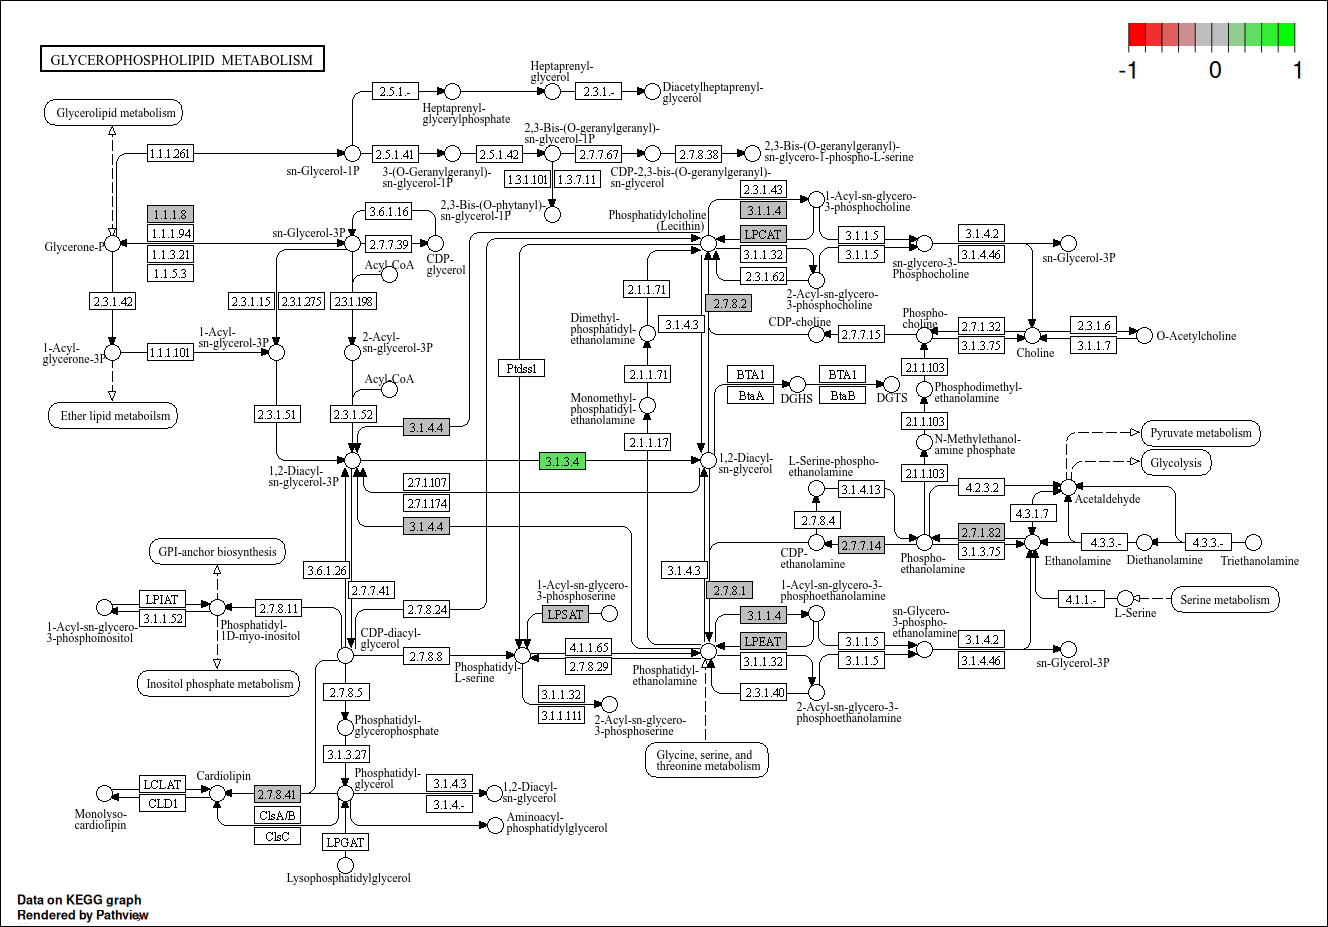 GLYCEROPHOSPHOLIPID METABOLISM
-1
0
1
Glycerolipid metabolism
2.5.1.-
Heptaprenyl-
glycerylphosphate
Heptaprenyl-
glycerol
2.3.1.-
Diacetylheptaprenyl-
glycerol
1.1.1.261
sn-Glycerol-1P
2.5.1.41
3-(O-Geranylgeranyl)-
sn-glycerol-1P
2.5.1.42
2,3-Bis-(O-geranylgeranyl)-
sn-glycerol-1P
2.7.7.67
CDP-2,3-bis-(O-geranylgeranyl)-
sn-glycerol
2.7.8.38
2,3-Bis-(O-geranylgeranyl)-
sn-glycero-1-phospho-L-serine
1.3.1.101
1.3.7.11
2,3-Bis-(O-phytanyl)-
sn-glycerol-1P
1.1.1.8
1.1.1.94
1.1.3.21
1.1.5.3
Glycerone-P
sn-Glycerol-3P
3.6.1.16
2.7.7.39
CDP-
glycerol
Phosphatidylcholine
(Lecithin)
2.3.1.43
3.1.1.4
LPCAT
3.1.1.32
2.3.1.62
1-Acyl-sn-glycero-
3-phosphocholine
2-Acyl-sn-glycero-
3-phosphocholine
3.1.1.5
3.1.1.5
sn-glycero-3-
Phosphocholine
3.1.4.2
3.1.4.46
sn-Glycerol-3P
Acyl-CoA
2.3.1.42
2.3.1.15
2.3.1.275
2.3.1.198
2.1.1.71
2.7.8.2
3.1.4.3
Dimethyl-
phosphatidyl-
ethanolamine
CDP-choline
2.7.7.15
Phospho-
choline
2.7.1.32
3.1.3.75
Choline
2.3.1.6
3.1.1.7
O-Acetylcholine
1-Acyl-
glycerone-3P
1.1.1.101
1-Acyl-
sn-glycerol-3P
2-Acyl-
sn-glycerol-3P
Acyl-CoA
Ether lipid metaboilsm
2.3.1.51
2.3.1.52
3.1.4.4
Ptdss1
2.1.1.71
Monomethyl-
phosphatidyl-
ethanolamine
2.1.1.17
BTA1
BtaA
DGHS
BTA1
BtaB
DGTS
2.1.1.103
Phosphodimethyl-
ethanolamine
2.1.1.103
N-Methylethanol-
amine phosphate
2.1.1.103
Pyruvate metabolism
Glycolysis
1,2-Diacyl-
sn-glycerol-3P
3.1.3.4
1,2-Diacyl-
sn-glycerol
2.7.1.107
2.7.1.174
3.1.4.4
L-Serine-phospho-
ethanolamine
3.1.4.13
2.7.8.4
CDP-
ethanolamine
2.7.7.14
Phospho-
ethanolamine
4.2.3.2
Acetaldehyde
4.3.1.7
2.7.1.82
3.1.3.75
Ethanolamine
4.3.3.-
Diethanolamine
4.3.3.-
Triethanolamine
4.1.1.-
L-Serine
Serine metabolism
GPI-anchor biosynthesis
3.6.1.26
2.7.7.41
LPIAT
3.1.1.52
1-Acyl-sn-glycero-
3-phosphoinositol
Phosphatidyl-
1D-myo-inositol
2.7.8.11
2.7.8.24
CDP-diacyl-
glycerol
Inositol phosphate metabolism
2.7.8.8
Phosphatidyl-
L-serine
1-Acyl-sn-glycero-
3-phosphoserine
LPSAT
4.1.1.65
2.7.8.29
3.1.1.32
3.1.1.111
2-Acyl-sn-glycero-
3-phosphoserine
3.1.4.3
2.7.8.1
Phosphatidyl-
ethanolamine
3.1.1.4
LPEAT
3.1.1.32
2.3.1.40
1-Acyl-sn-glycero-3-
phosphoethanolamine
2-Acyl-sn-glycero-3-
phosphoethanolamine
3.1.1.5
3.1.1.5
sn-Glycero-
3-phospho-
ethanolamine
3.1.4.2
3.1.4.46
sn-Glycerol-3P
Glycine, serine, and
threonine metabolism
2.7.8.5
Phosphatidyl-
glycerophosphate
3.1.3.27
Phosphatidyl-
glycerol
Cardiolipin
LCLAT
CLD1
Monolyso-
cardiolipin
2.7.8.41
ClsA/B
ClsC
3.1.4.3
3.1.4.-
1,2-Diacyl-
sn-glycerol
Aminoacyl-
phosphatidylglycerol
LPGAT
Lysophosphatidylglycerol
Data on KEGG graph
Rendered by Pathview